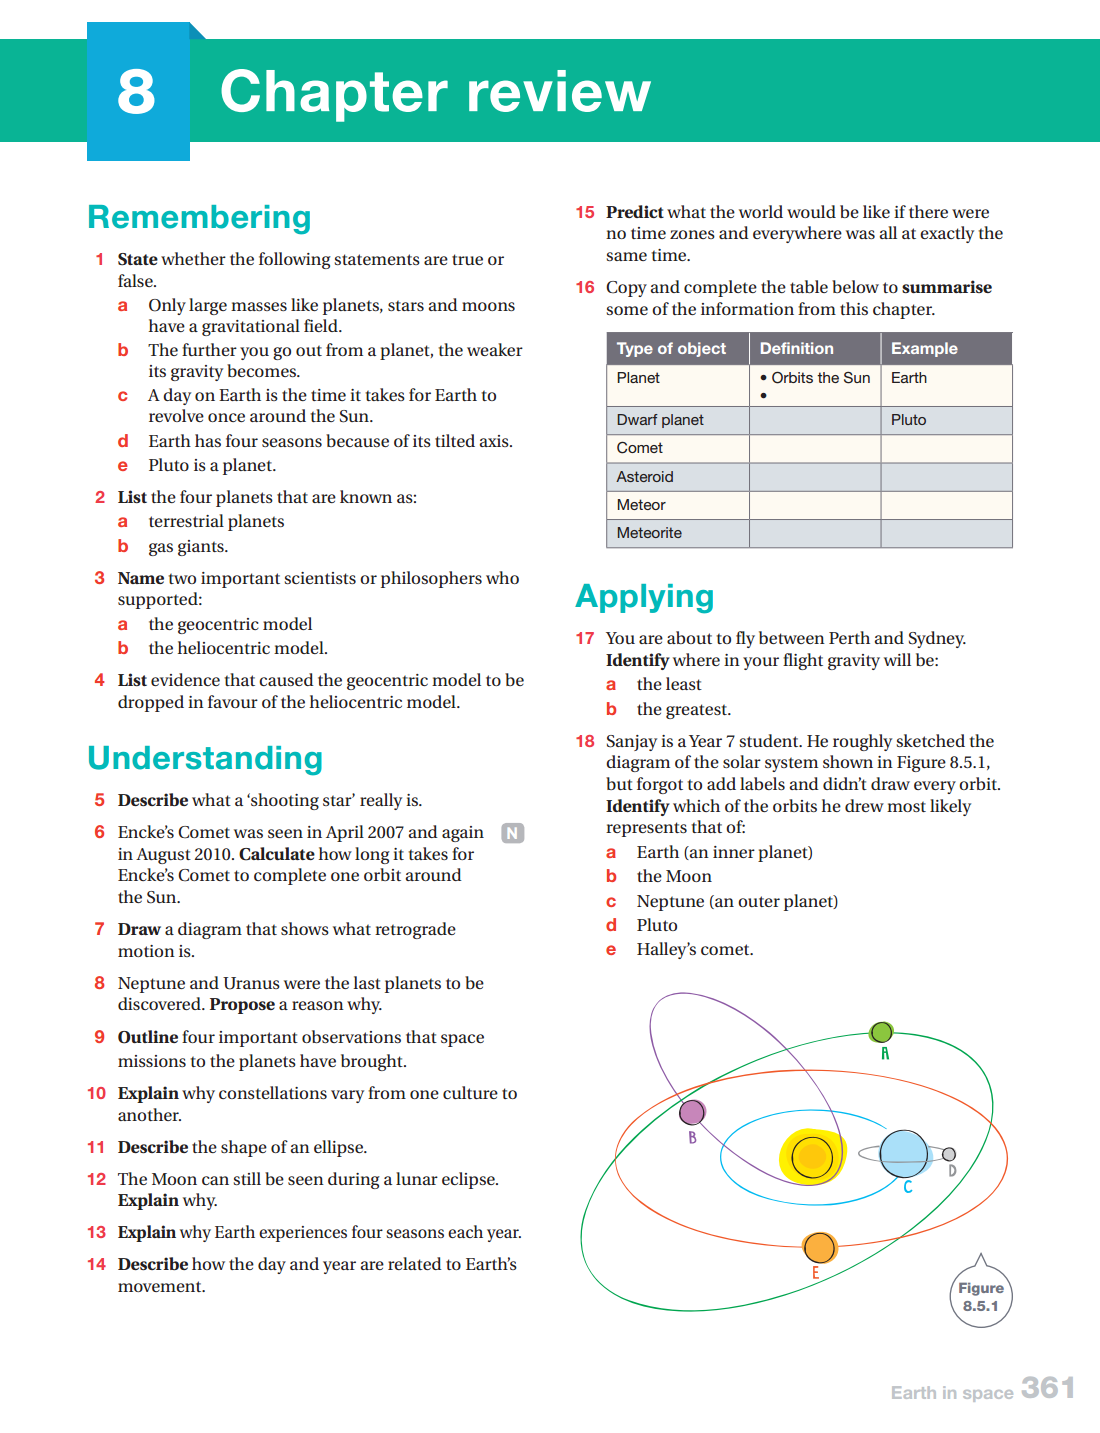 8 Chapter review
Remembering
1 State whether the following statements are true or
false.
a Only large masses like planets, stars and moons
have a gravitational field.
b The further you go out from a planet, the weaker
its gravity becomes.
c A day on Earth is the time it takes for Earth to
revolve once around the Sun.
d Earth has four seasons because of its tilted axis.
e Pluto is a planet.
2 List the four planets that are known as:
a terrestrial planets
b gas giants.
3 Name two important scientists or philosophers who
supported:
a the geocentric model
b the heliocentric model.
4 List evidence that caused the geocentric model to be
dropped in favour of the heliocentric model.
Understanding
5 Describe what a ‘shooting star’ really is.
6 Encke’s Comet was seen in April 2007 and again N
in August 2010. Calculate how long it takes for
Encke’s Comet to complete one orbit around
the Sun.
7 Draw a diagram that shows what retrograde
motion is.
8 Neptune and Uranus were the last planets to be
discovered. Propose a reason why.
9 Outline four important observations that space
missions to the planets have brought.
10 Explain why constellations vary from one culture to
another.
11 Describe the shape of an ellipse.
12 The Moon can still be seen during a lunar eclipse.
Explain why.
13 Explain why Earth experiences four seasons each year.
14 Describe how the day and year are related to Earth’s
movement.
15 Predict what the world would be like if there were
no time zones and everywhere was all at exactly the
same time.
16 Copy and complete the table below to summarise
some of the information from this chapter.
Type of object Definition Example
Planet • Orbits the Sun Earth
•
Dwarf planet Pluto
Comet
Asteroid
Meteor
Meteorite
Applying
17 You are about to fly between Perth and Sydney.
Identify where in your flight gravity will be:
a the least
b the greatest.
18 Sanjay is a Year 7 student. He roughly sketched the
diagram of the solar system shown in Figure 8.5.1,
but forgot to add labels and didn’t draw every orbit.
Identify which of the orbits he drew most likely
represents that of:
a Earth (an inner planet)
b the Moon
c Neptune (an outer planet)
d Pluto
e Halley’s comet.
A
B
D
C
E
Figure
8.5.1
Earth in space 361